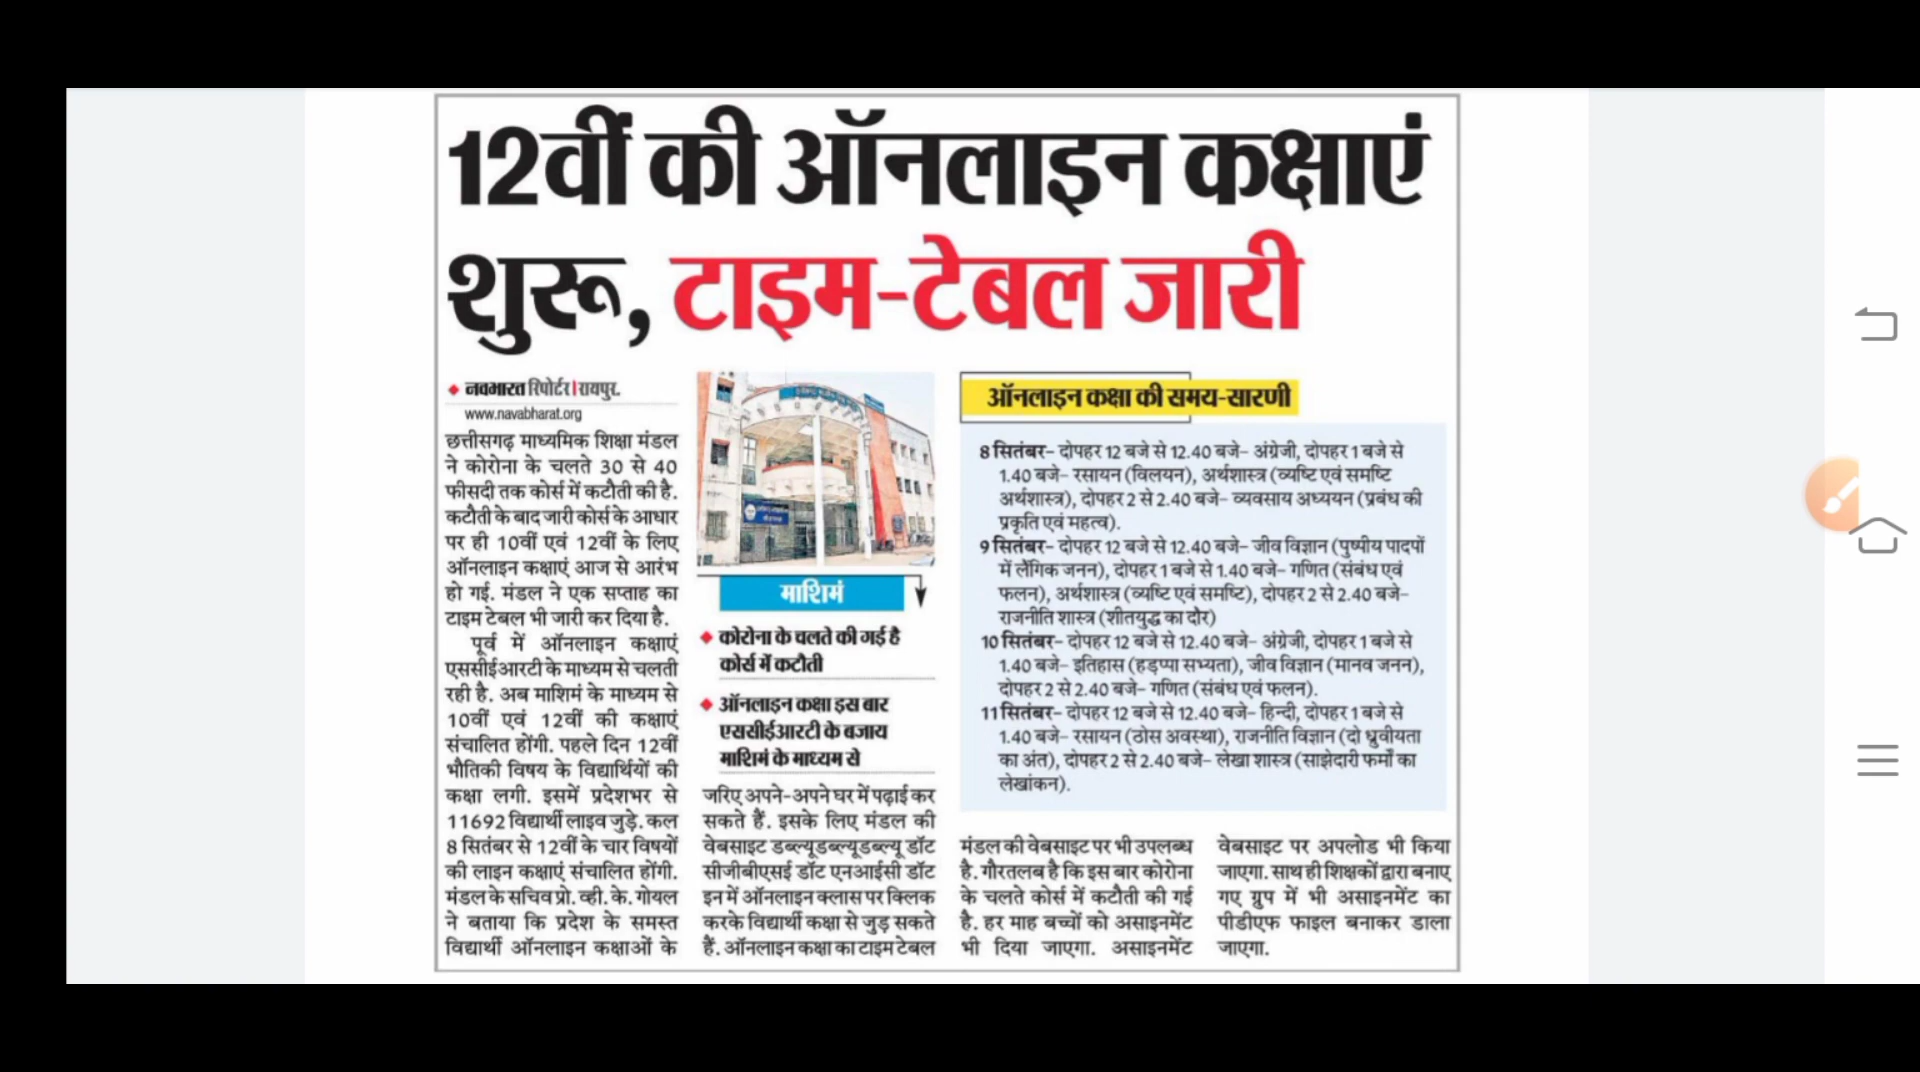 12वीं की ऑनलाइन कक्षाएं
शुरू, टाइम-टेबल जारी
नवभारत रिपोर्टर | रायपुर.
www.navabharat.org
छत्तीसगढ़ माध्यमिक शिक्षा मंडल
ने कोरोना के चलते 30 से 40
फीसदी तक कोर्स में कटौती की है.
कटौती के बाद जारी कोर्स के आधार
पर ही 10वीं एवं 12वीं के लिए
ऑनलाइन कक्षाएं आज से आरंभ
हो गई. मंडल ने एक सप्ताह का
टाइम टेबल भी जारी कर दिया है.
पूर्व में ऑनलाइन कक्षाएं
एससीईआरटी के माध्यम से चलती
रही है. अब माशिमं के माध्यम से
10वीं एवं 12वीं की कक्षाएं
संचालित होंगी. पहले दिन 12वीं
भौतिकी विषय के विद्यार्थियों की
कक्षा लगी. इसमें प्रदेशभर से
11692 विद्यार्थी लाइव जुड़े. कल
8 सितंबर से 12वीं के चार विषयों
की लाइन कक्षाएं संचालित होंगी.
मंडल के सचिव प्रो. व्ही. के. गोयल
ने बताया कि प्रदेश के समस्त
विद्यार्थी ऑनलाइन कक्षाओं के
माशिमं
कोरोना के चलते की गई है
कोर्स में कटौती
ऑनलाइन कक्षा इस बार
एससीईआरटी के बजाय
माशिमं के माध्यम से
जरिए अपने-अपने घर में पढ़ाई कर
सकते हैं. इसके लिए मंडल की
वेबसाइट डब्ल्यूडब्ल्यूडब्ल्यू डॉट
सीजीबीएसई डॉट एनआईसी डॉट
इन में ऑनलाइन क्लास पर क्लिक
करके विद्यार्थी कक्षा से जुड़ सकते
हैं. ऑनलाइन कक्षा का टाइम टेबल
ऑनलाइन कक्षा की समय-सारणी
8 सितंबर- दोपहर 12 बजे से 12.40 बजे- अंग्रेजी, दोपहर 1 बजे से
1.40 बजे- रसायन (विलयन), अर्थशास्त्र (व्यष्टि एवं समष्टि
अर्थशास्त्र), दोपहर 2 से 2.40 बजे- व्यवसाय अध्ययन (प्रबंध की
प्रकृति एवं महत्व).
9 सितंबर- दोपहर 12 बजे से 12.40 बजे- जीव विज्ञान (पुष्पीय पादपों
में लैंगिक जनन), दोपहर 1 बजे से 1.40 बजे- गणित (संबंध एवं
फलन), अर्थशास्त्र (व्यष्टि एवं समष्टि), दोपहर 2 से 2.40 बजे-
राजनीति शास्त्र (शीतयुद्ध का दौर)
10 सितंबर- दोपहर 12 बजे से 12.40 बजे- अंग्रेजी, दोपहर 1 बजे से
1.40 बजे- इतिहास (हड़प्पा सभ्यता), जीव विज्ञान (मानव जनन),
दोपहर 2 से 2.40 बजे- गणित (संबंध एवं फलन).
11 सितंबर- दोपहर 12 बजे से 12.40 बजे- हिन्दी, दोपहर 1 बजे से
1.40 बजे- रसायन (ठोस अवस्था), राजनीति विज्ञान (दो ध्रुवीयता
का अंत), दोपहर 2 से 2.40 बजे- लेखा शास्त्र (साझेदारी फर्मों का
लेखांकन).
मंडल की वेबसाइट पर भी उपलब्ध
है. गौरतलब है कि इस बार कोरोना
के चलते कोर्स में कटौती की गई
है. हर माह बच्चों को असाइनमेंट
भी दिया जाएगा. असाइनमेंट
वेबसाइट पर अपलोड भी किया
जाएगा. साथ ही शिक्षकों द्वारा बनाए
गए ग्रुप में भी असाइनमेंट का
पीडीएफ फाइल बनाकर डाला
जाएगा.